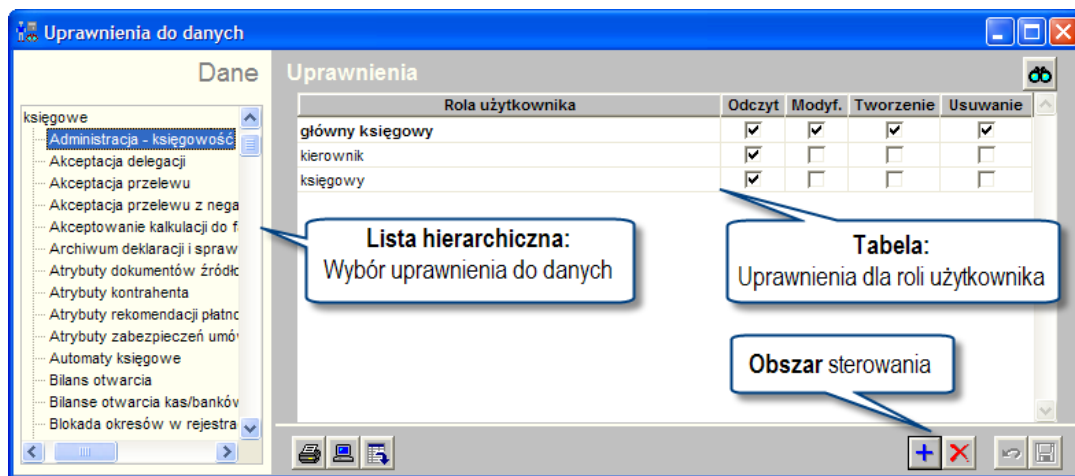 Uprawnienia do danych
Dane
księgowe
Administracja - księgowość
Akceptacja delegacji
Akceptacja przelewu
Akceptacja przelewu z nega
Akceptowanie kalkulacji do f
Archiwum deklaracji i spraw
Atrybuty dokumentów źródło
Atrybuty kontrahenta
Atrybuty rekomendacji płatno
Atrybuty zabezpieczeń umów
Automaty księgowe
Bilans otwarcia
Bilanse otwarcia kas/banków
Blokada okresów w rejestra
Uprawnienia
Rola użytkownika Odczyt Modyf. Tworzenie Usuwanie
główny księgowy
kierownik
księgowy
Lista hierarchiczna:
Wybór uprawnienia do danych
Tabela:
Uprawnienia dla roli użytkownika
Obszar sterowania